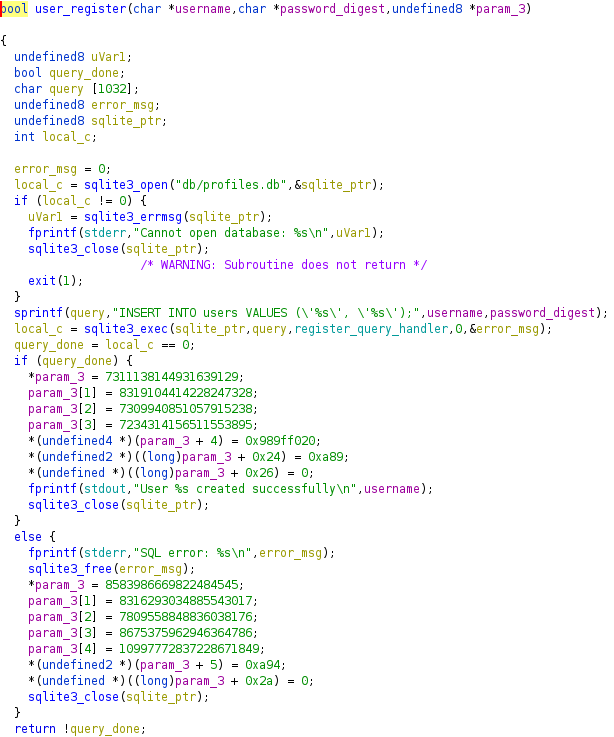 bool user_register(char *username,char *password_digest,undefined8 *param_3)
{
undefined8 uVar1;
bool query_done;
char query [1032];
undefined8 error_msg;
undefined8 sqlite_ptr;
int local_c;
error_msg = 0;
local_c = sqlite3_open("db/profiles.db",&sqlite_ptr);
if (local_c != 0) {
uVar1 = sqlite3_errmsg(sqlite_ptr);
fprintf(stderr,"Cannot open database: %s\n",uVar1);
sqlite3_close(sqlite_ptr);
/* WARNING: Subroutine does not return */
exit(1);
}
sprintf(query,"INSERT INTO users VALUES (\'%s\', \'%s\');",username,password_digest);
local_c = sqlite3_exec(sqlite_ptr,query,register_query_handler,0,&error_msg);
query_done = local_c == 0;
if (query_done) {
*param_3 = 7311138144931639129;
param_3[1] = 8319104414228247328;
param_3[2] = 7309940851057915238;
param_3[3] = 7234314156511553895;
*(undefined4 *)(param_3 + 4) = 0x989ff020;
*(undefined2 *)((long)param_3 + 0x24) = 0xa89;
*(undefined *)((long)param_3 + 0x26) = 0;
fprintf(stdout,"User %s created successfully\n",username);
sqlite3_close(sqlite_ptr);
}
else {
fprintf(stderr,"SQL error: %s\n",error_msg);
sqlite3_free(error_msg);
*param_3 = 8583986669822484545;
param_3[1] = 8316293034885543017;
param_3[2] = 7809558848836038176;
param_3[3] = 8675375962946364786;
param_3[4] = 10997772837228671849;
*(undefined2 *)(param_3 + 5) = 0xa94;
*(undefined *)((long)param_3 + 0x2a) = 0;
sqlite3_close(sqlite_ptr);
}
return !query_done;